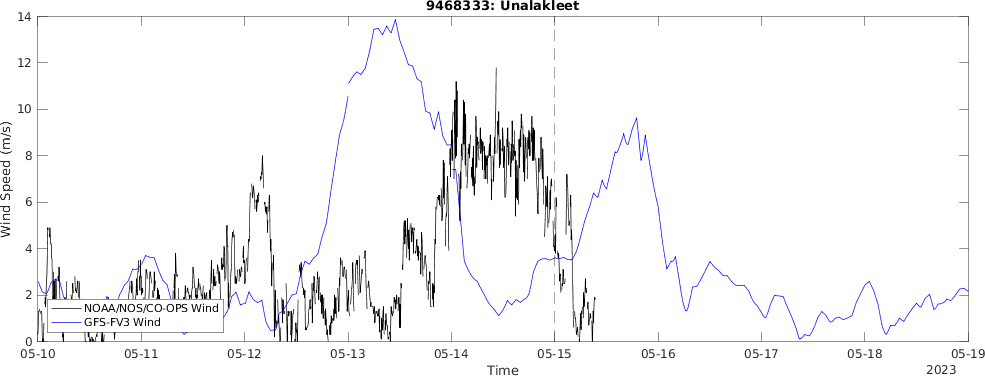 9468333: Unalakleet
Wind Speed (m/s)
14
12
10
8
6
4
2
0
NOAA/NOS/CO-OPS Wind
GFS-FV3 Wind
05-10 05-11 05-12 05-13 05-14 05-15 05-16 05-17 05-18 05-19
Time
2023